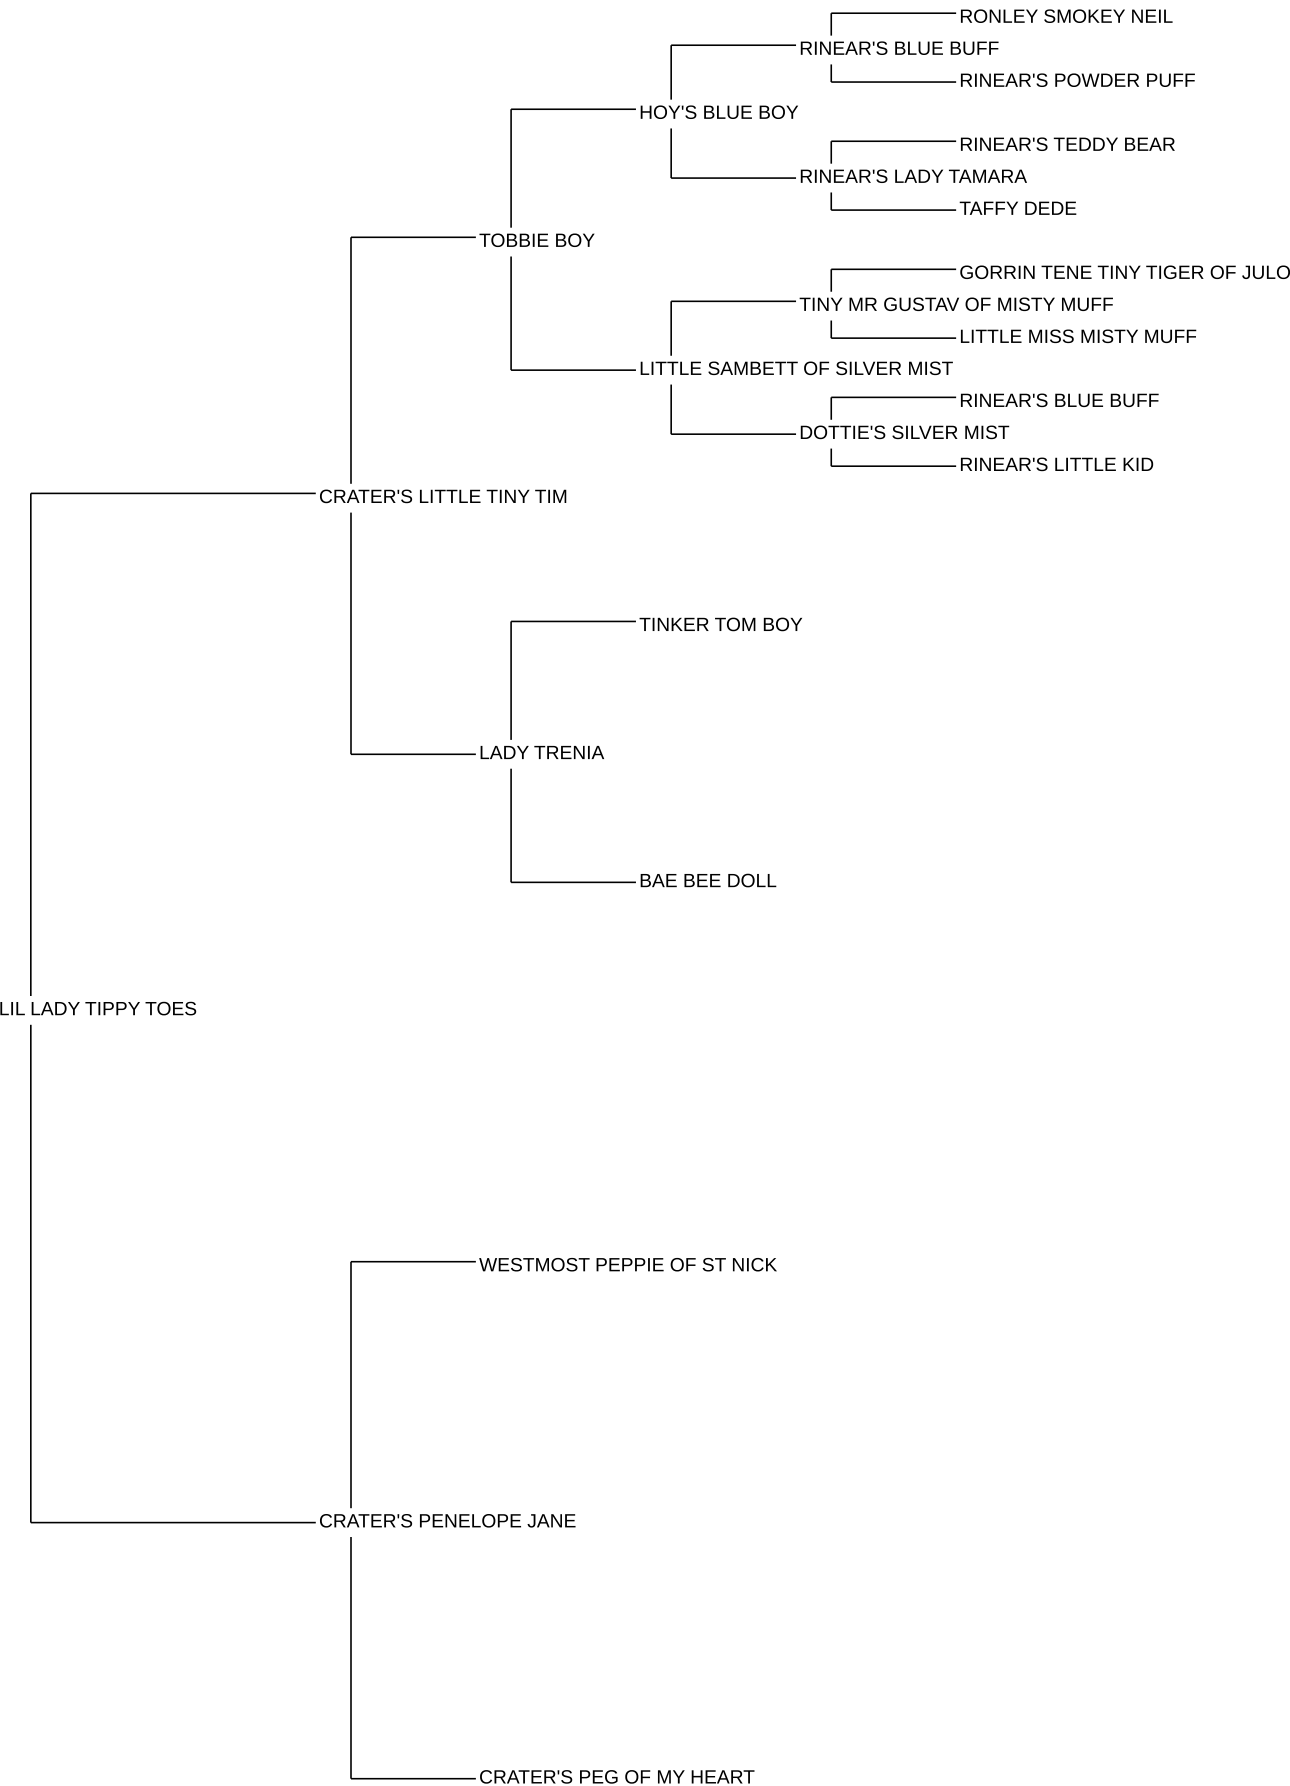 RONLEY SMOKEY NEIL
RINEAR'S BLUE BUFF
RINEAR'S POWDER PUFF
HOY'S BLUE BOY
RINEAR'S TEDDY BEAR
RINEAR'S LADY TAMARA
TAFFY DEDE
TOBBIE BOY
GORRIN TENE TINY TIGER OF JULO
TINY MR GUSTAV OF MISTY MUFF
LITTLE MISS MISTY MUFF
LITTLE SAMBETT OF SILVER MIST
RINEAR'S BLUE BUFF
DOTTIE'S SILVER MIST
RINEAR'S LITTLE KID
CRATER'S LITTLE TINY TIM
TINKER TOM BOY
LADY TRENIA
BAE BEE DOLL
LIL LADY TIPPY TOES
WESTMOST PEPPIE OF ST NICK
CRATER'S PENELOPE JANE
CRATER'S PEG OF MY HEART